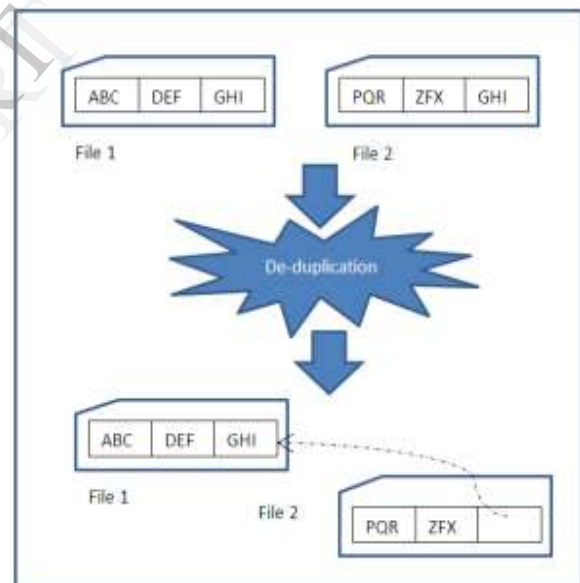 ABC DEF GHI PQR ZFX GHI
File 1 File 2
De-duplication
ABC DEF GHI
File 1
File 2
PQR ZFX